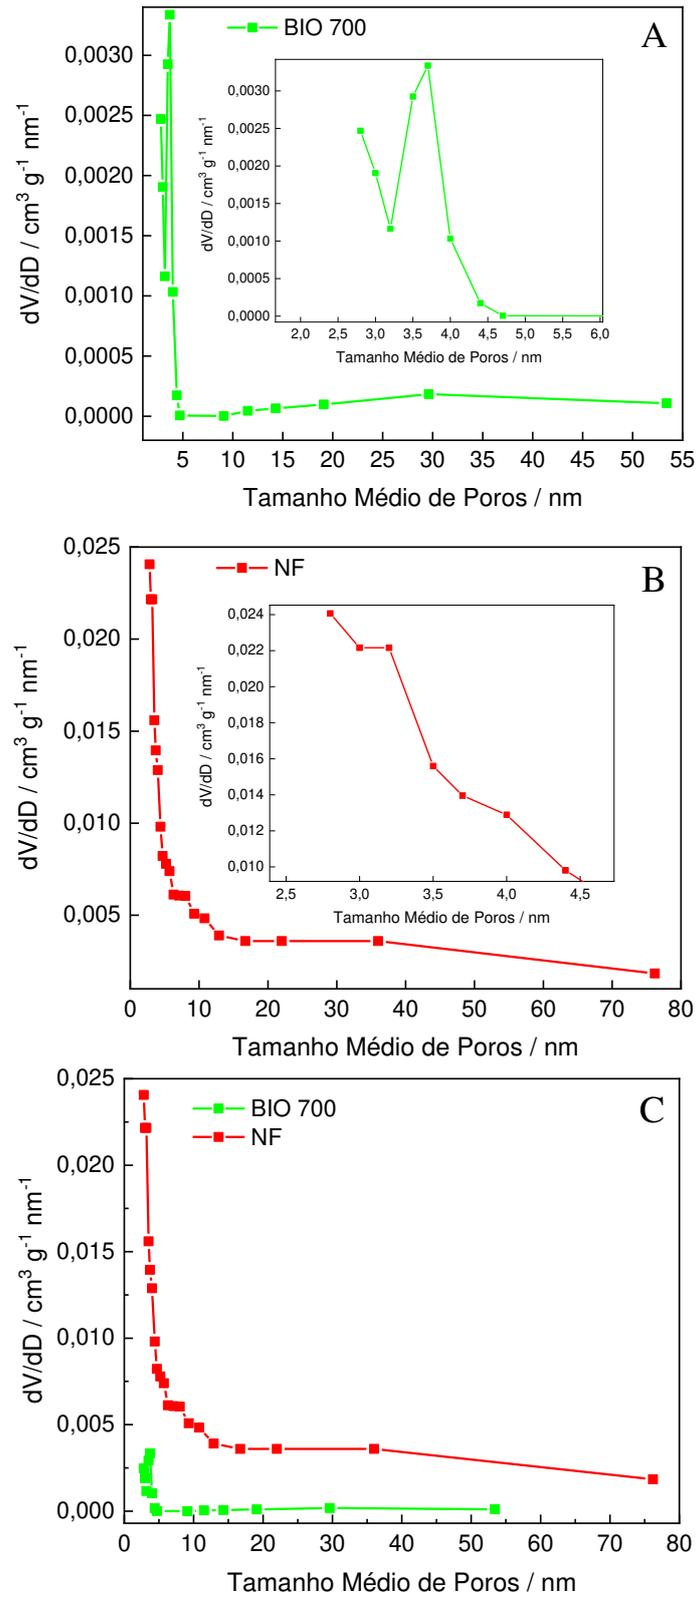 BIO 700
A
0,0030
0,0025
0,0020
0,0015
0,0010
0,0005
0,0000
dV/dD / cm³ g⁻¹ nm⁻¹
5 10 15 20 25 30 35 40 45 50 55
Tamanho Médio de Poros / nm
0,0030
0,0025
0,0020
0,0015
0,0010
0,0005
0,0000
dV/dD / cm³ g⁻¹ nm⁻¹
2,0 2,5 3,0 3,5 4,0 4,5 5,0 5,5 6,0
Tamanho Médio de Poros / nm
NF
B
0,025
0,020
0,015
0,010
0,005
dV/dD / cm³ g⁻¹ nm⁻¹
0 10 20 30 40 50 60 70 80
Tamanho Médio de Poros / nm
0,024
0,022
0,020
0,018
0,016
0,014
0,012
0,010
dV/dD / cm³ g⁻¹ nm⁻¹
2,5 3,0 3,5 4,0 4,5
Tamanho Médio de Poros / nm
BIO 700
NF
C
0,025
0,020
0,015
0,010
0,005
0,000
dV/dD / cm³ g⁻¹ nm⁻¹
0 10 20 30 40 50 60 70 80
Tamanho Médio de Poros / nm